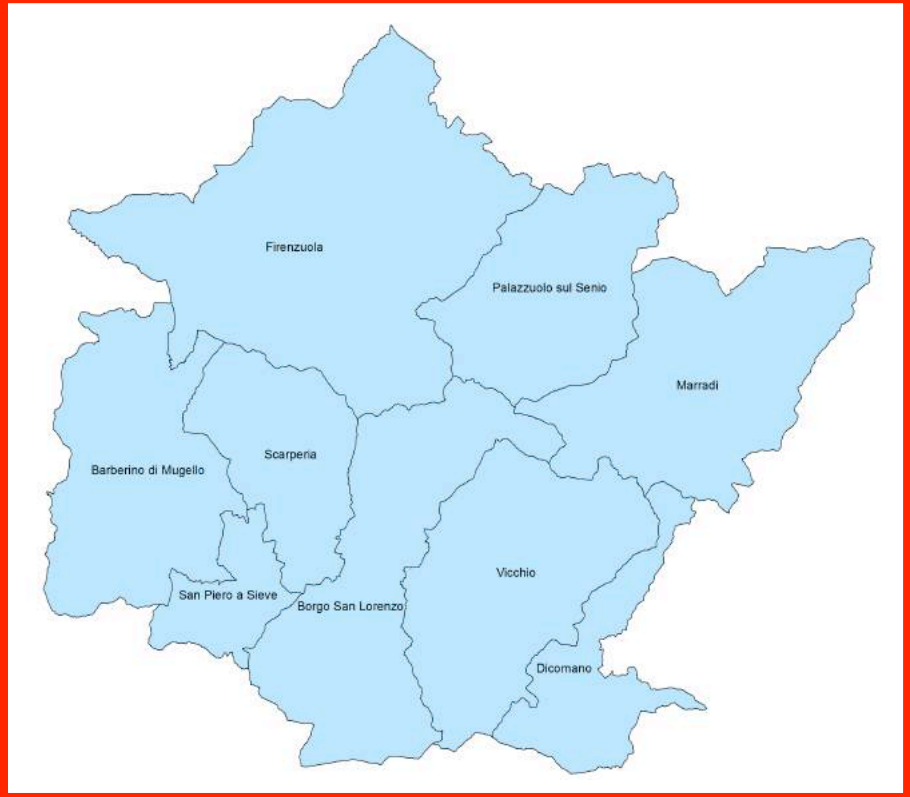 Firenzuola
Palazzuolo sul Senio
Marradi
Scarperia
Barberino di Mugello
Vicchio
San Piero a Sieve
Borgo San Lorenzo
Dicomano